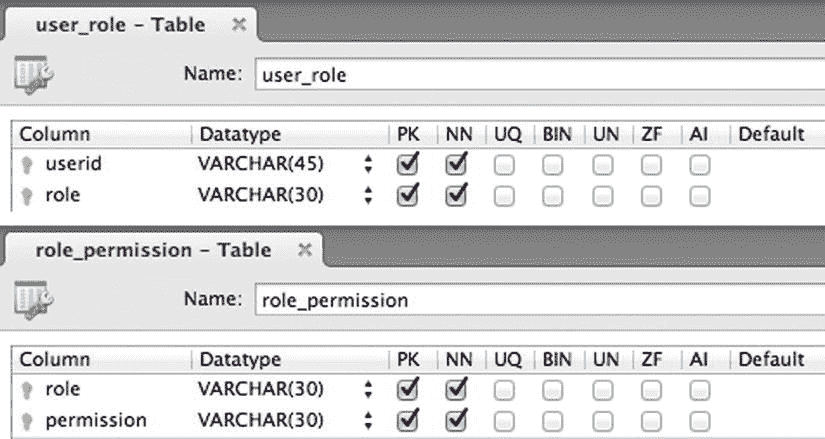 user_role - Table
Name: user_role
Column Datatype PK NN UQ BIN UN ZF AI Default
userid VARCHAR(45)
role VARCHAR(30)
role_permission - Table
Name: role_permission
Column Datatype PK NN UQ BIN UN ZF AI Default
role VARCHAR(30)
permission VARCHAR(30)